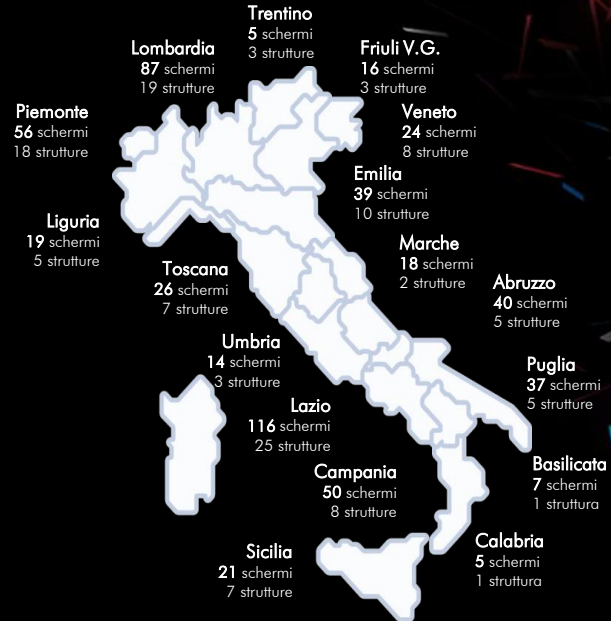 Trentino
5 schermi
3 strutture
Lombardia
87 schermi
19 strutture
Friuli V.G.
16 schermi
3 strutture
Piemonte
56 schermi
18 strutture
Veneto
24 schermi
8 strutture
Emilia
39 schermi
10 strutture
Liguria
19 schermi
5 strutture
Marche
18 schermi
2 strutture
Toscana
26 schermi
7 strutture
Abruzzo
40 schermi
5 strutture
Umbria
14 schermi
3 strutture
Puglia
37 schermi
5 strutture
Lazio
116 schermi
25 strutture
Basilicata
7 schermi
1 struttura
Campania
50 schermi
8 strutture
Calabria
5 schermi
1 struttura
Sicilia
21 schermi
7 strutture